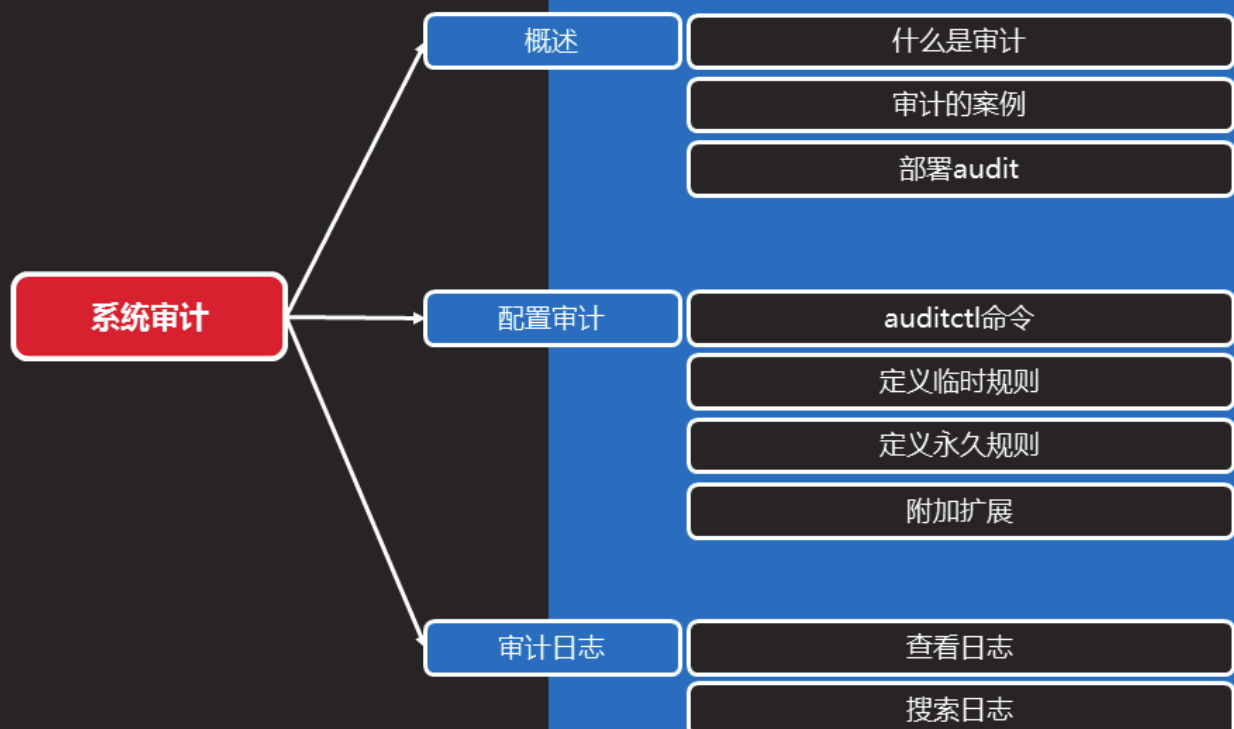 系统审计
概述
什么是审计
审计的案例
部署audit
配置审计
auditctl命令
定义临时规则
定义永久规则
附加扩展
审计日志
查看日志
搜索日志